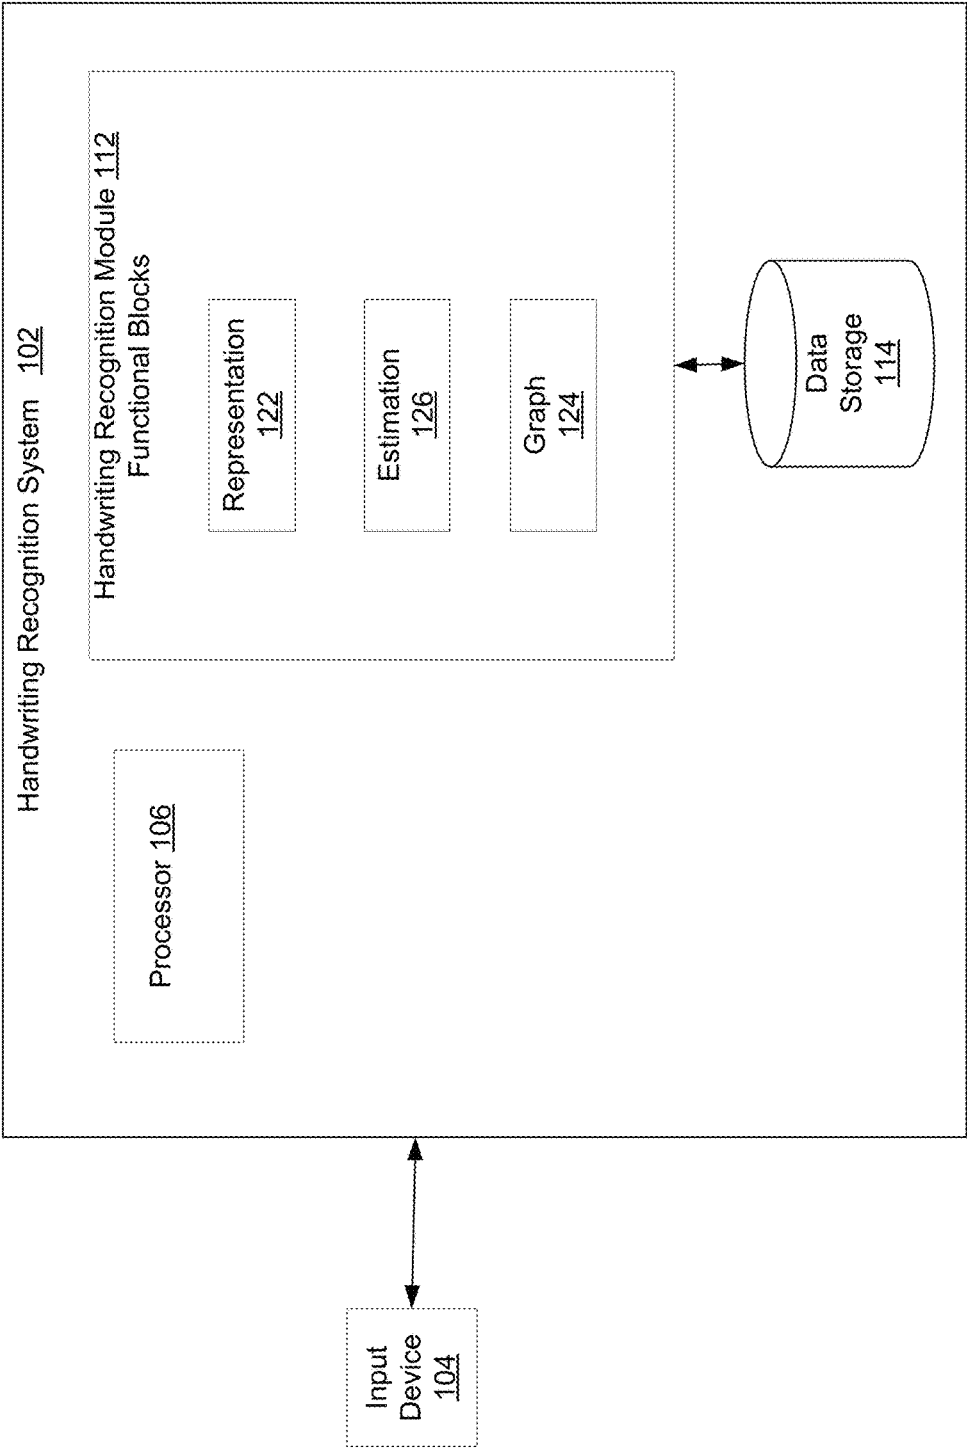 Handwriting Recognition System 102
Handwriting Recognition Module 112
Functional Blocks
Processor 106
Representation
122
Estimation
126
Graph
124
Input
Device
104
Data
Storage
114